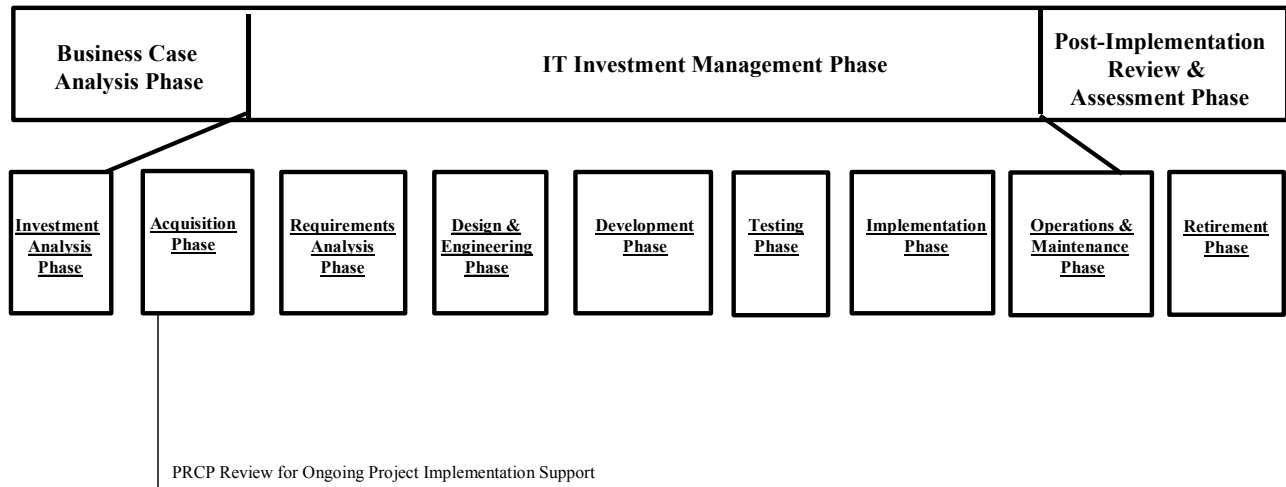 Business Case
Analysis Phase
IT Investment Management Phase
Post-Implementation
Review &
Assessment Phase
Investment
Analysis
Phase
Acquisition
Phase
Requirements
Analysis
Phase
Design &
Engineering
Phase
Development
Phase
Testing
Phase
Implementation
Phase
Operations &
Maintenance
Phase
Retirement
Phase
PRCP Review for Ongoing Project Implementation Support